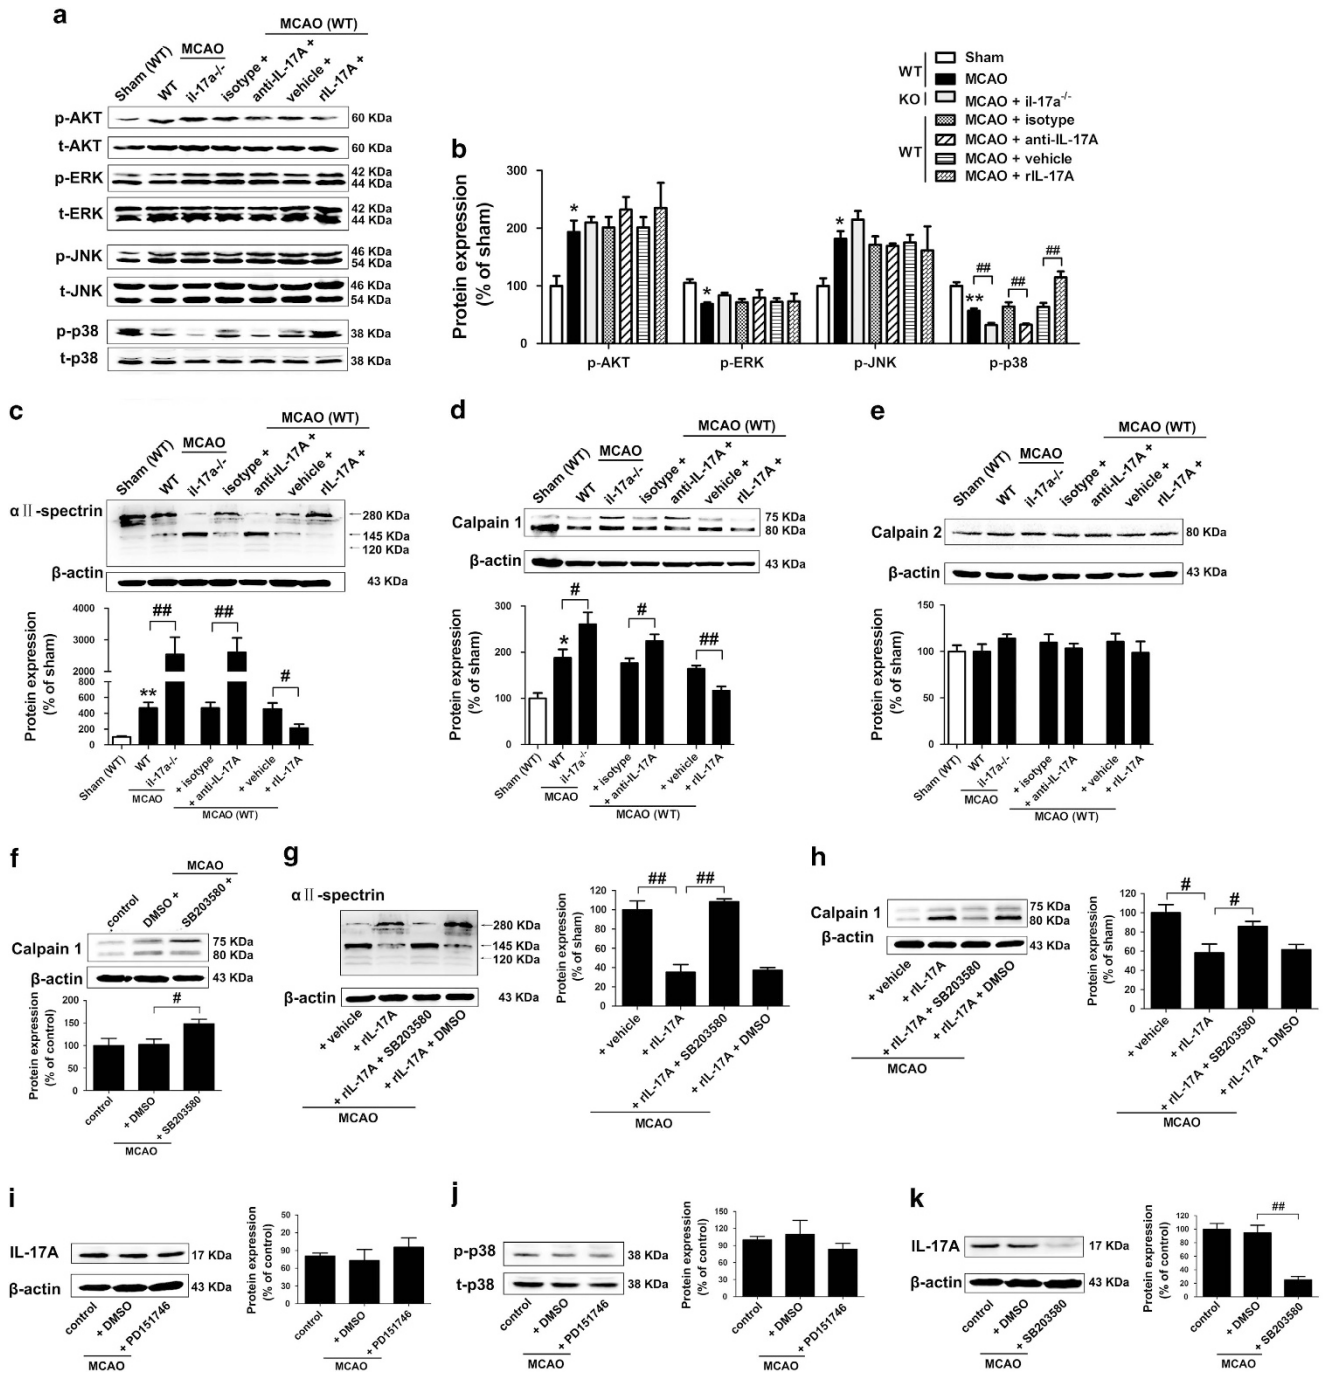 a
MCAO (WT)
MCAO
Sham (WT)
WT
il-17a-/-
isotype +
anti-IL-17A +
vehicle +
rIL-17A +
p-AKT
60 KDa
t-AKT
60 KDa
p-ERK
42 KDa
44 KDa
t-ERK
42 KDa
44 KDa
p-JNK
46 KDa
54 KDa
t-JNK
46 KDa
54 KDa
p-p38
38 KDa
t-p38
38 KDa
b
WT
Sham
MCAO
KO
MCAO + il-17a-/-
WT
MCAO + isotype
MCAO + anti-IL-17A
MCAO + vehicle
MCAO + rIL-17A
Protein expression
(% of sham)
300
200
100
0
*
*
*
**
##
##
##
p-AKT
p-ERK
p-JNK
p-p38
c
MCAO (WT)
MCAO
Sham (WT)
WT
il-17a-/-
isotype +
anti-IL-17A +
vehicle +
rIL-17A +
αⅡ-spectrin
280 KDa
145 KDa
120 KDa
β-actin
43 KDa
Protein expression
(% of sham)
4000
3000
2000
800
600
400
200
0
**
##
##
#
Sham (WT)
WT
il-17a-/-
+ isotype
+ anti-IL-17A
+ vehicle
+ rIL-17A
MCAO
MCAO (WT)
d
MCAO (WT)
MCAO
Sham (WT)
WT
il-17a-/-
isotype +
anti-IL-17A +
vehicle +
rIL-17A +
Calpain 1
75 KDa
80 KDa
β-actin
43 KDa
Protein expression
(% of sham)
300
200
100
0
*
#
#
##
Sham (WT)
WT
il-17a-/-
+ isotype
+ anti-IL-17A
+ vehicle
+ rIL-17A
MCAO
MCAO (WT)
e
MCAO (WT)
MCAO
Sham (WT)
WT
il-17a-/-
isotype +
anti-IL-17A +
vehicle +
rIL-17A +
Calpain 2
80 KDa
β-actin
43 KDa
Protein expression
(% of sham)
150
100
50
0
Sham (WT)
WT
il-17a-/-
+ isotype
+ anti-IL-17A
+ vehicle
+ rIL-17A
MCAO
MCAO (WT)
f
MCAO
control
DMSO +
SB203580 +
Calpain 1
75 KDa
80 KDa
β-actin
43 KDa
Protein expression
(% of control)
200
150
100
50
0
#
control
+ DMSO
+ SB203580
MCAO
g
αⅡ-spectrin
280 KDa
145 KDa
120 KDa
β-actin
43 KDa
+ vehicle
+ rIL-17A
+ rIL-17A + SB203580
+ rIL-17A + DMSO
MCAO
Protein expression
(% of sham)
120
100
80
60
40
20
0
##
##
+ vehicle
+ rIL-17A
+ rIL-17A + SB203580
+ rIL-17A + DMSO
MCAO
h
Calpain 1
75 KDa
80 KDa
β-actin
43 KDa
+ vehicle
+ rIL-17A
+ rIL-17A + SB203580
+ rIL-17A + DMSO
MCAO
Protein expression
(% of sham)
120
100
80
60
40
20
0
#
#
+ vehicle
+ rIL-17A
+ rIL-17A + SB203580
+ rIL-17A + DMSO
MCAO
i
IL-17A
17 KDa
β-actin
43 KDa
control
+ DMSO
+ PD151746
MCAO
Protein expression
(% of control)
50
20
90
60
30
0
control
+ DMSO
+ PD151746
MCAO
j
p-p38
38 KDa
t-p38
38 KDa
control
+ DMSO
+ PD151746
MCAO
Protein expression
(% of control)
150
120
90
60
30
0
control
+ DMSO
+ PD151746
MCAO
k
IL-17A
17 KDa
β-actin
43 KDa
control
+ DMSO
+ SB203580
MCAO
Protein expression
(% of control)
120
100
80
60
40
20
0
##
control
+ DMSO
+ SB203580
MCAO